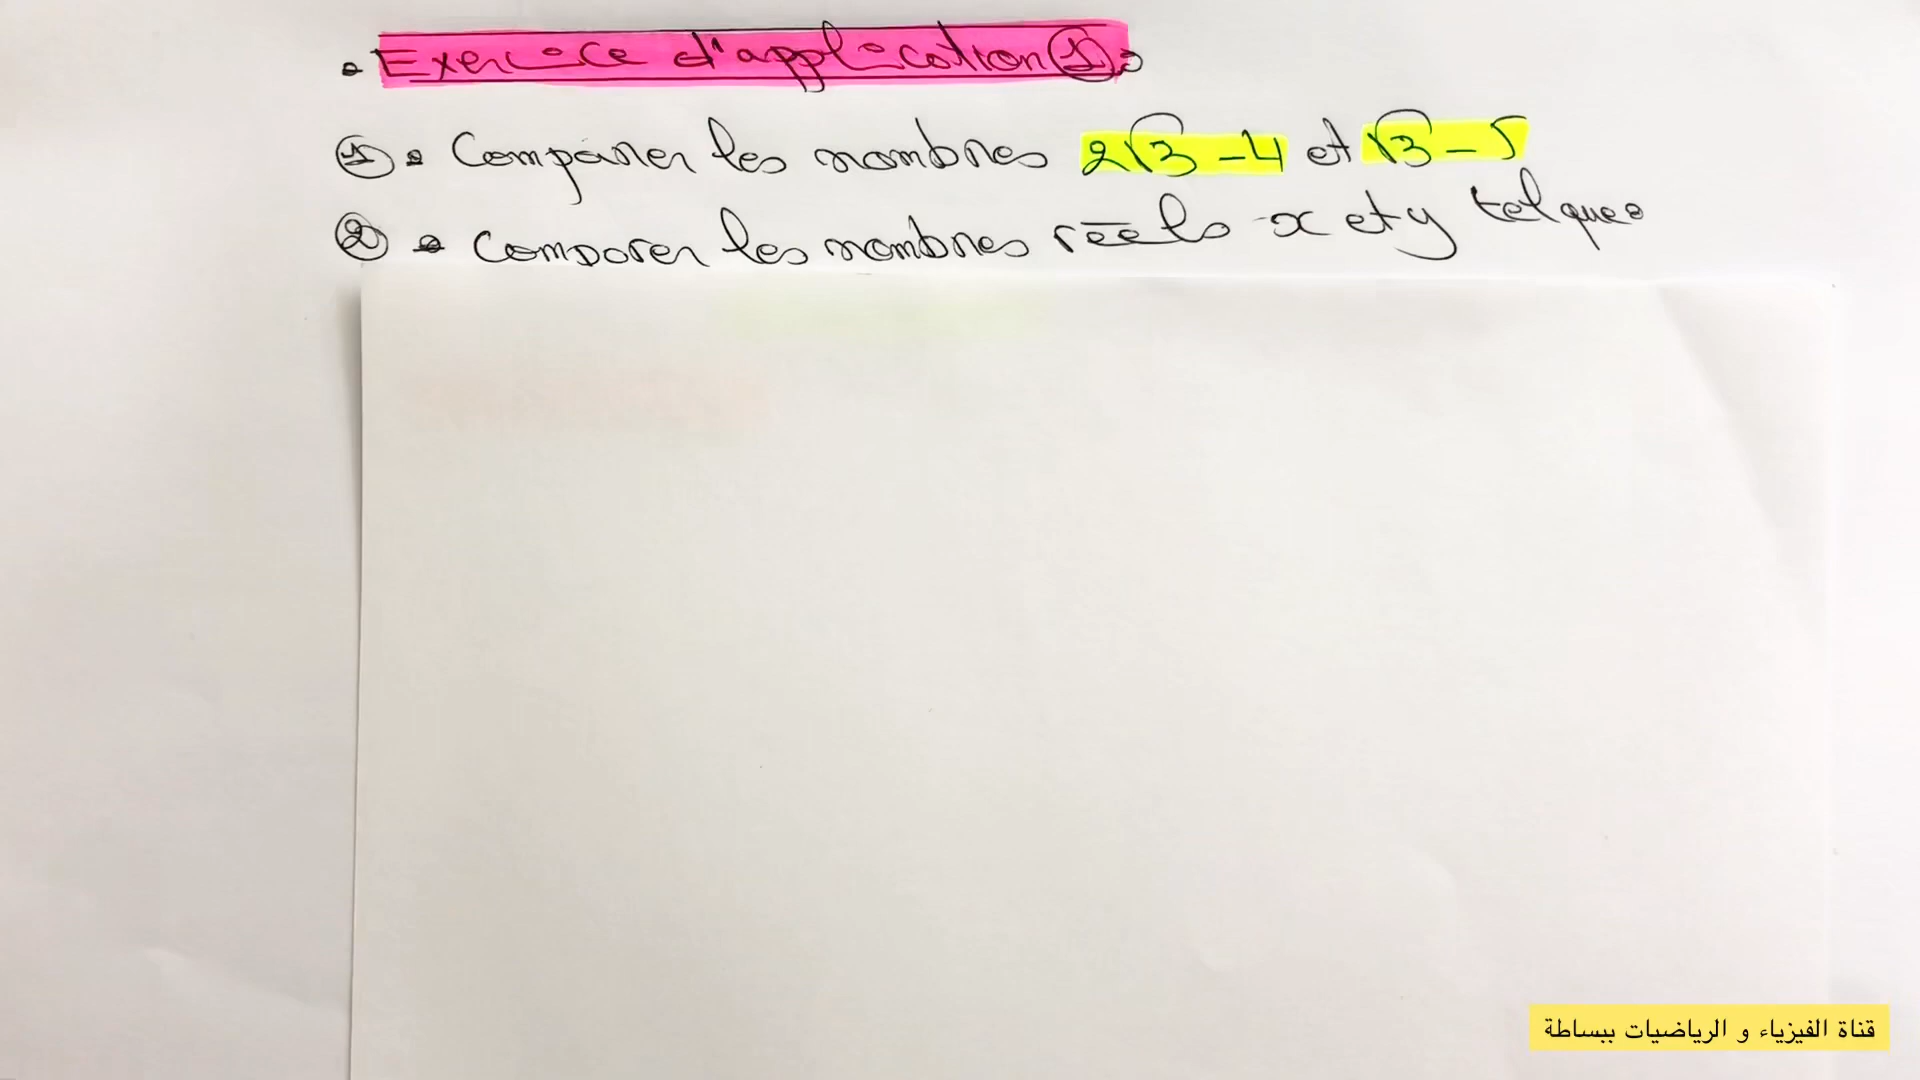 • Exercice d'application ① :
① • Comparer les nombres 2√3 - 4 et √3 - 5
② • Comparer les nombres réels x et y tel que :
قناة الفيزياء و الرياضيات ببساطة